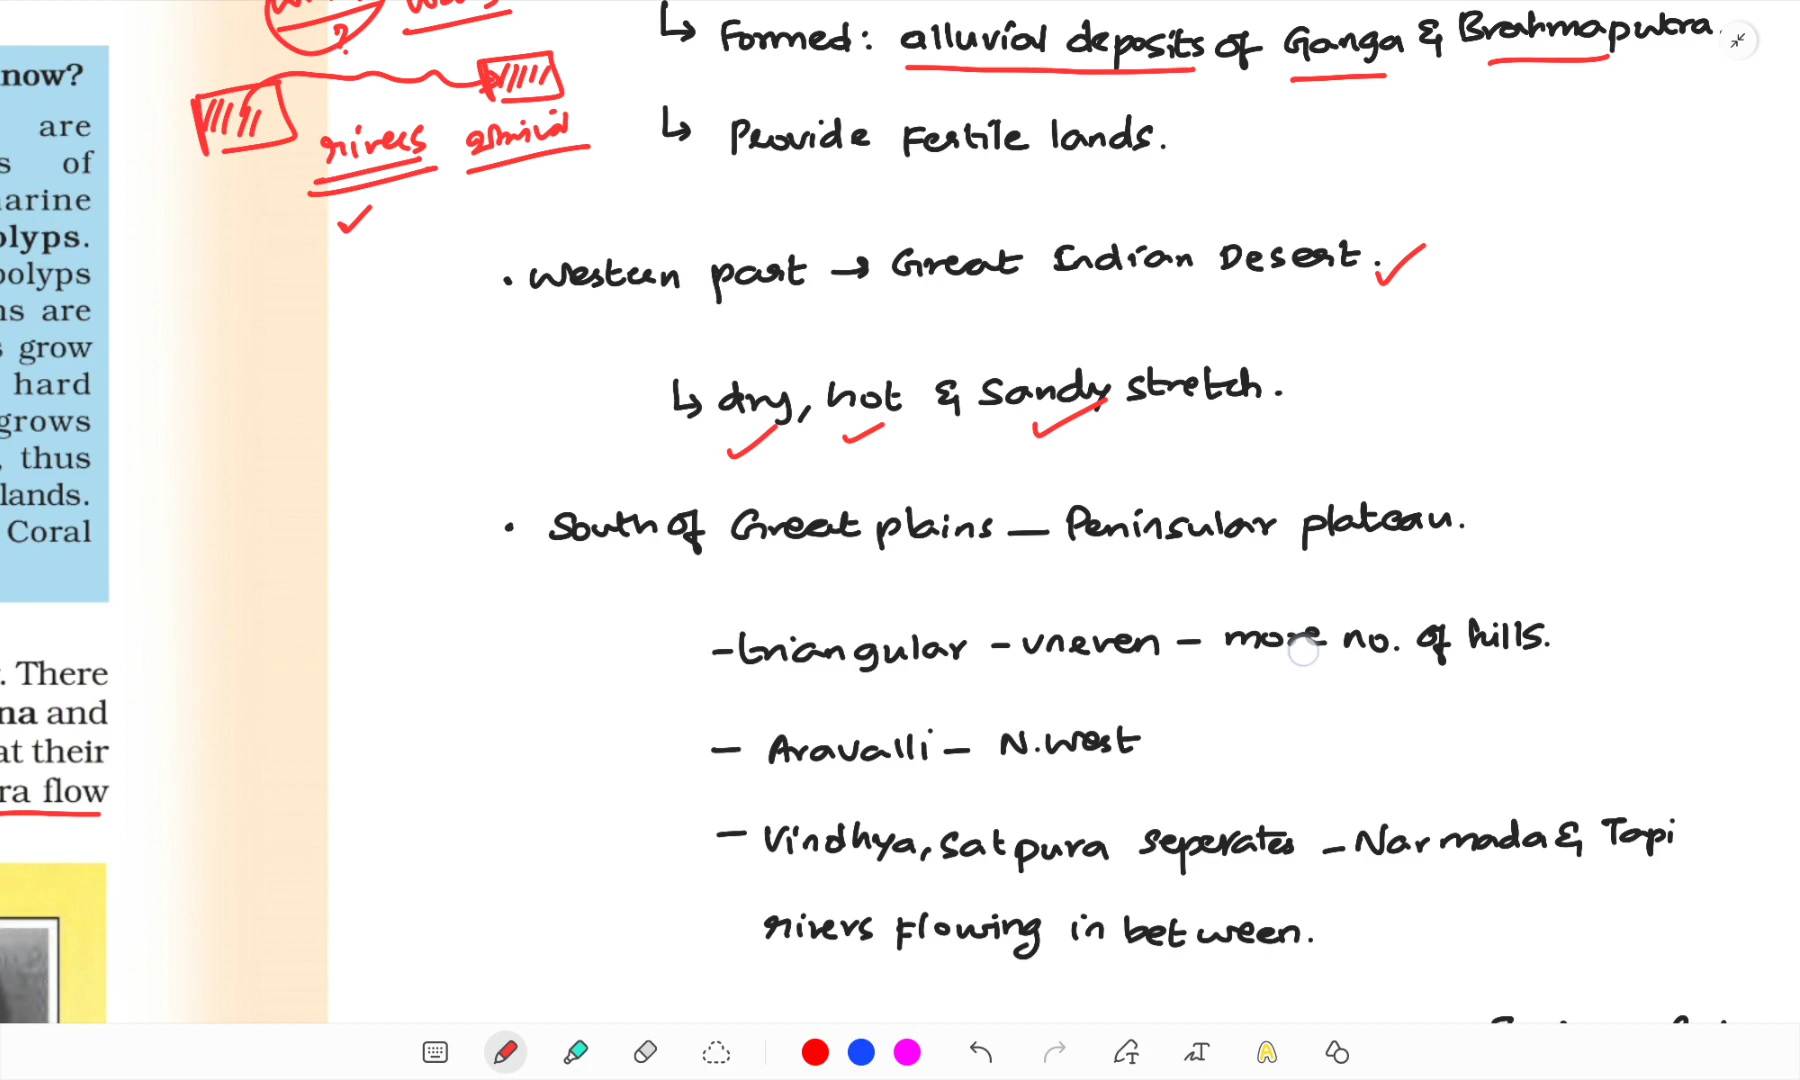 now?
are
s of
arine
olyps.
polyps
ns are
s grow
hard
grows
, thus
lands.
Coral
. There
na and
at their
ra flow
?
rivers
↳ Formed: alluvial deposits of Ganga & Brahmaputra.
↳ Provide Fertile lands.
• Western part → Great Indian Desert.
↳ dry, hot & Sandy stretch.
• South of Great plains — Peninsular plateau.
- triangular - uneven - more no. of hills.
- Aravalli - N.West
- Vindhya, Satpura seperates - Narmada & Tapi
rivers Flowing in between.